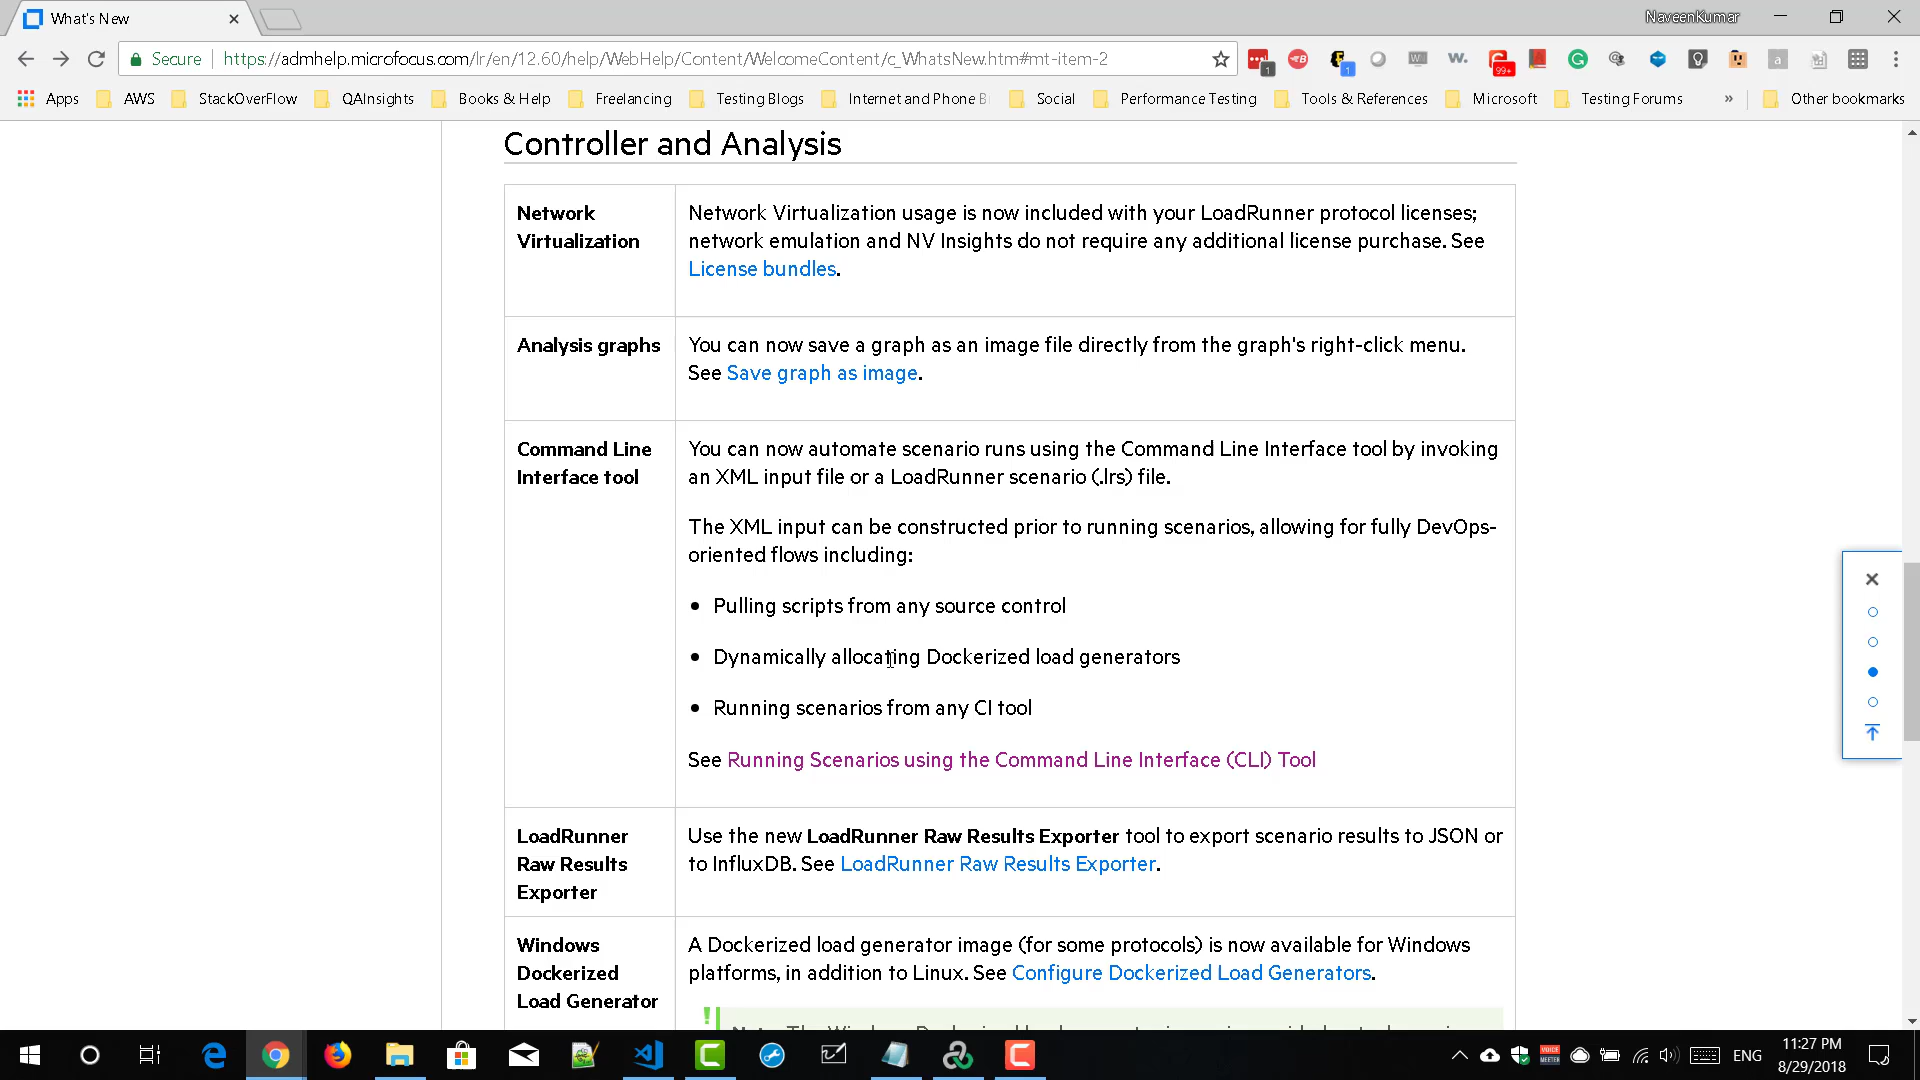 What's New
NaveenKumar
Secure
https://admhelp.microfocus.com/lr/en/12.60/help/WebHelp/Content/WelcomeContent/c_WhatsNew.htm#mt-item-2
Apps
AWS
StackOverFlow
QAInsights
Books & Help
Freelancing
Testing Blogs
Internet and Phone B
Social
Performance Testing
Tools & References
Microsoft
Testing Forums
»
Other bookmarks
Controller and Analysis
Network
Virtualization
Network Virtualization usage is now included with your LoadRunner protocol licenses;
network emulation and NV Insights do not require any additional license purchase. See
License bundles.
Analysis graphs
You can now save a graph as an image file directly from the graph's right-click menu.
See Save graph as image.
Command Line
Interface tool
You can now automate scenario runs using the Command Line Interface tool by invoking
an XML input file or a LoadRunner scenario (.lrs) file.
The XML input can be constructed prior to running scenarios, allowing for fully DevOps-
oriented flows including:
• Pulling scripts from any source control
• Dynamically allocating Dockerized load generators
• Running scenarios from any CI tool
See Running Scenarios using the Command Line Interface (CLI) Tool
LoadRunner
Raw Results
Exporter
Use the new LoadRunner Raw Results Exporter tool to export scenario results to JSON or
to InfluxDB. See LoadRunner Raw Results Exporter.
Windows
Dockerized
Load Generator
A Dockerized load generator image (for some protocols) is now available for Windows
platforms, in addition to Linux. See Configure Dockerized Load Generators.
ENG
11:27 PM
8/29/2018